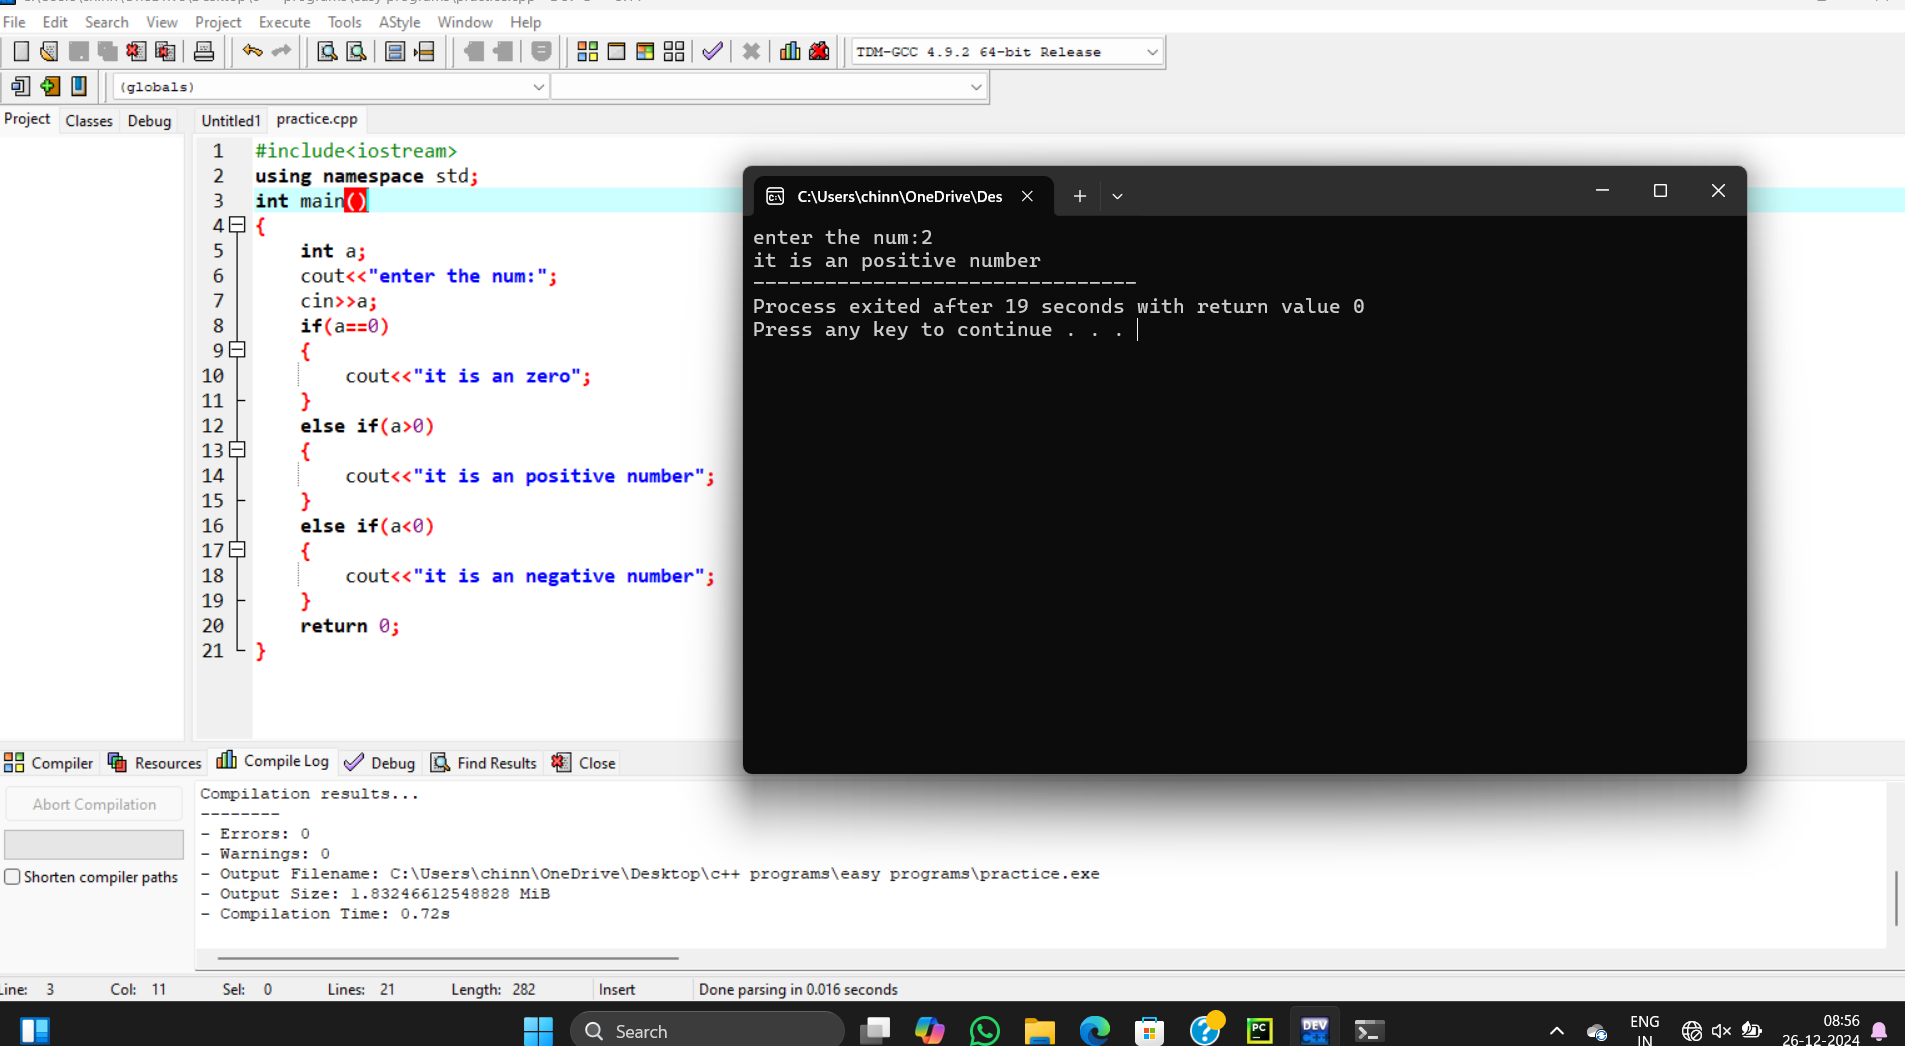 File Edit Search View Project Execute Tools AStyle Window Help
TDM-GCC 4.9.2 64-bit Release
(globals)
Project Classes Debug Untitled1 practice.cpp
1 #include<iostream>
2 using namespace std;
3 int main()
4 {
5 int a;
6 cout<<"enter the num:";
7 cin>>a;
8 if(a==0)
9 {
10 cout<<"it is an zero";
11 }
12 else if(a>0)
13 {
14 cout<<"it is an positive number";
15 }
16 else if(a<0)
17 {
18 cout<<"it is an negative number";
19 }
20 return 0;
21 }
C:\Users\chinn\OneDrive\Des
enter the num:2
it is an positive number
--------------------------------
Process exited after 19 seconds with return value 0
Press any key to continue . . .
Compiler Resources Compile Log Debug Find Results Close
Abort Compilation
Shorten compiler paths
Compilation results...
--------
- Errors: 0
- Warnings: 0
- Output Filename: C:\Users\chinn\OneDrive\Desktop\c++ programs\easy programs\practice.exe
- Output Size: 1.83246612548828 MiB
- Compilation Time: 0.72s
Line: 3 Col: 11 Sel: 0 Lines: 21 Length: 282 Insert Done parsing in 0.016 seconds
Search
PC
DEV
ENG
IN
08:56
26-12-2024